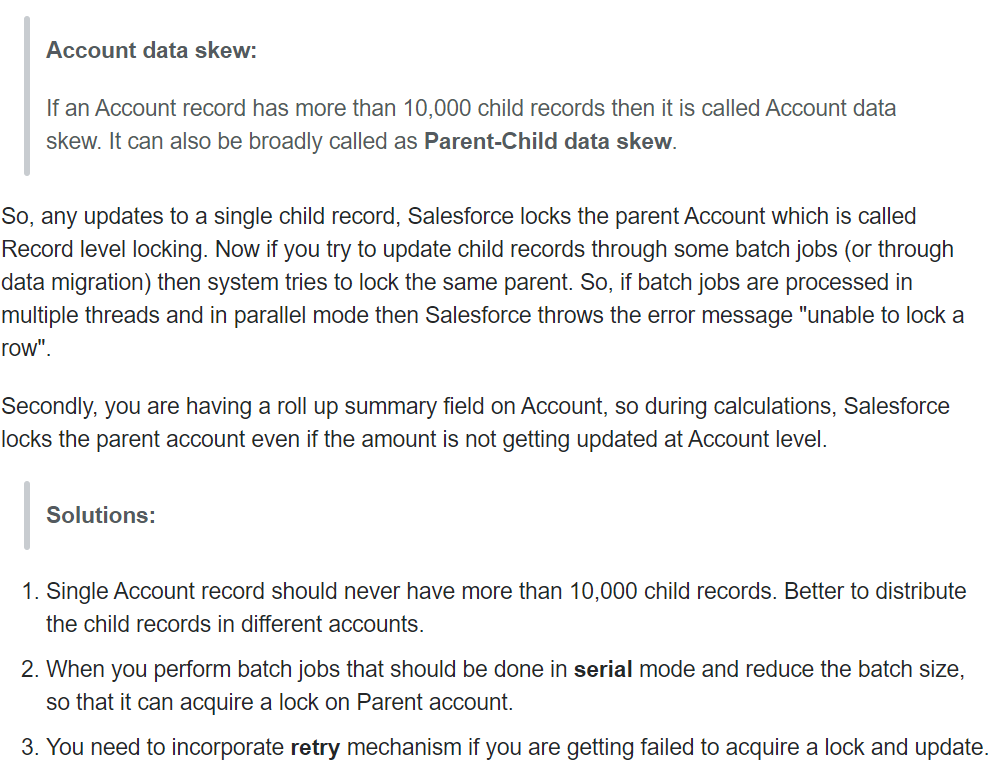 Account data skew:
If an Account record has more than 10,000 child records then it is called Account data
skew. It can also be broadly called as Parent-Child data skew.
So, any updates to a single child record, Salesforce locks the parent Account which is called
Record level locking. Now if you try to update child records through some batch jobs (or through
data migration) then system tries to lock the same parent. So, if batch jobs are processed in
multiple threads and in parallel mode then Salesforce throws the error message "unable to lock a
row".
Secondly, you are having a roll up summary field on Account, so during calculations, Salesforce
locks the parent account even if the amount is not getting updated at Account level.
Solutions:
1. Single Account record should never have more than 10,000 child records. Better to distribute
the child records in different accounts.
2. When you perform batch jobs that should be done in serial mode and reduce the batch size,
so that it can acquire a lock on Parent account.
3. You need to incorporate retry mechanism if you are getting failed to acquire a lock and update.